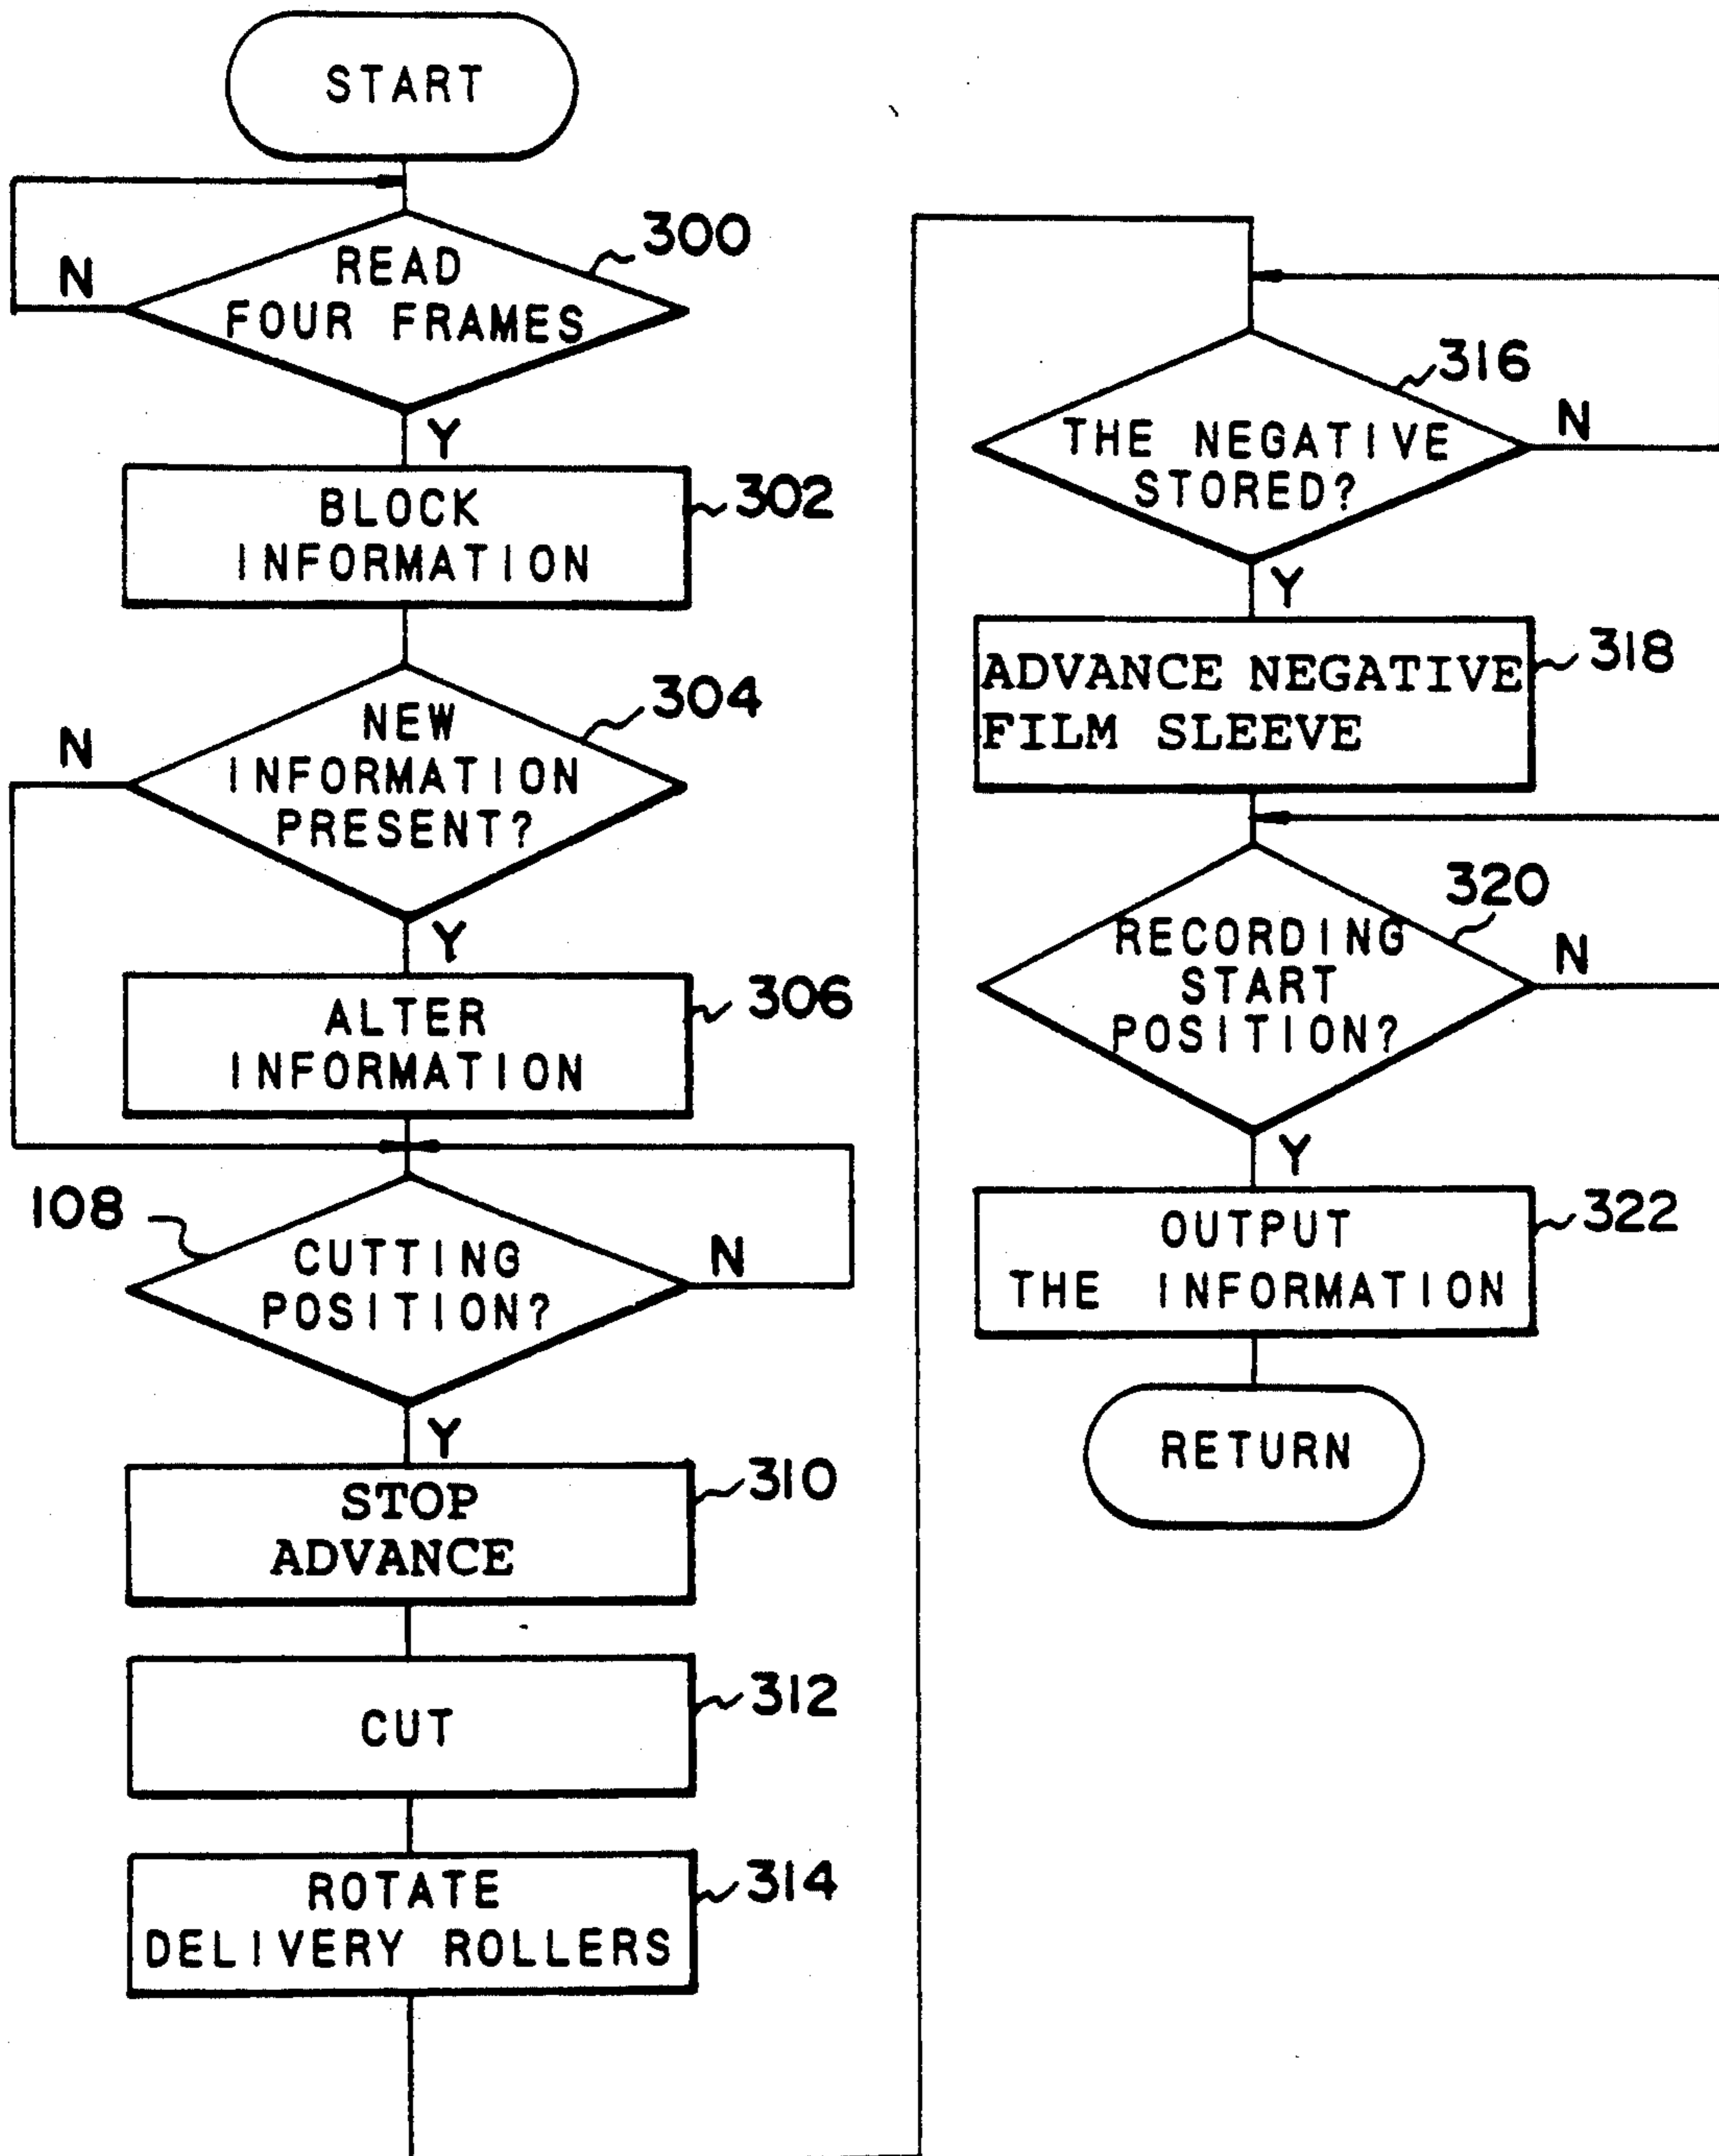 START
300
READ
FOUR FRAMES
N
Y
302
BLOCK
INFORMATION
304
NEW
INFORMATION
PRESENT?
N
Y
306
ALTER
INFORMATION
108
CUTTING
POSITION?
N
Y
310
STOP
ADVANCE
312
CUT
314
ROTATE
DELIVERY ROLLERS
316
THE NEGATIVE
STORED?
N
Y
318
ADVANCE NEGATIVE
FILM SLEEVE
320
RECORDING
START
POSITION?
N
Y
322
OUTPUT
THE INFORMATION
RETURN